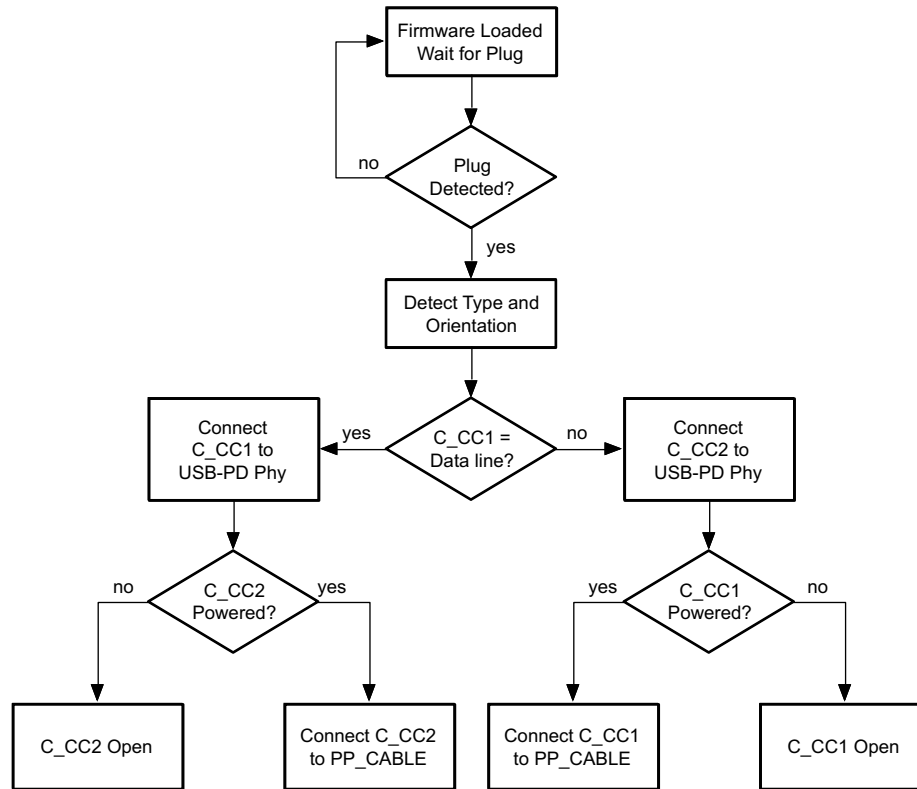 Firmware Loaded
Wait for Plug
no
Plug
Detected?
yes
Detect Type and
Orientation
Connect
C_CC1 to
USB-PD Phy
yes
C_CC1 =
Data line?
no
Connect
C_CC2 to
USB-PD Phy
no
C_CC2
Powered?
yes
yes
C_CC1
Powered?
no
C_CC2 Open
Connect C_CC2
to PP_CABLE
Connect C_CC1
to PP_CABLE
C_CC1 Open